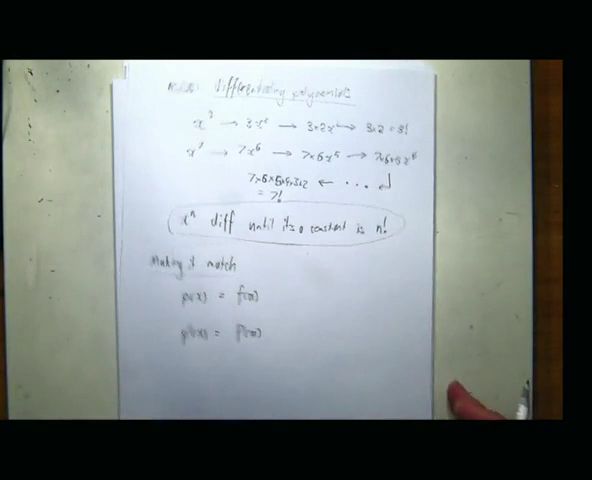 differentiating polynomials
x³ → 3x² → 3×2x → 3×2 = 3!
x⁷ → 7x⁶ → 7×6x⁵ → 7×6×5x⁴
7×6×5×4×3×2 ← ...
= 7!
xⁿ diff until its a constant is n!
Making it match
p(x) = f(x)
p'(x) = f'(x)